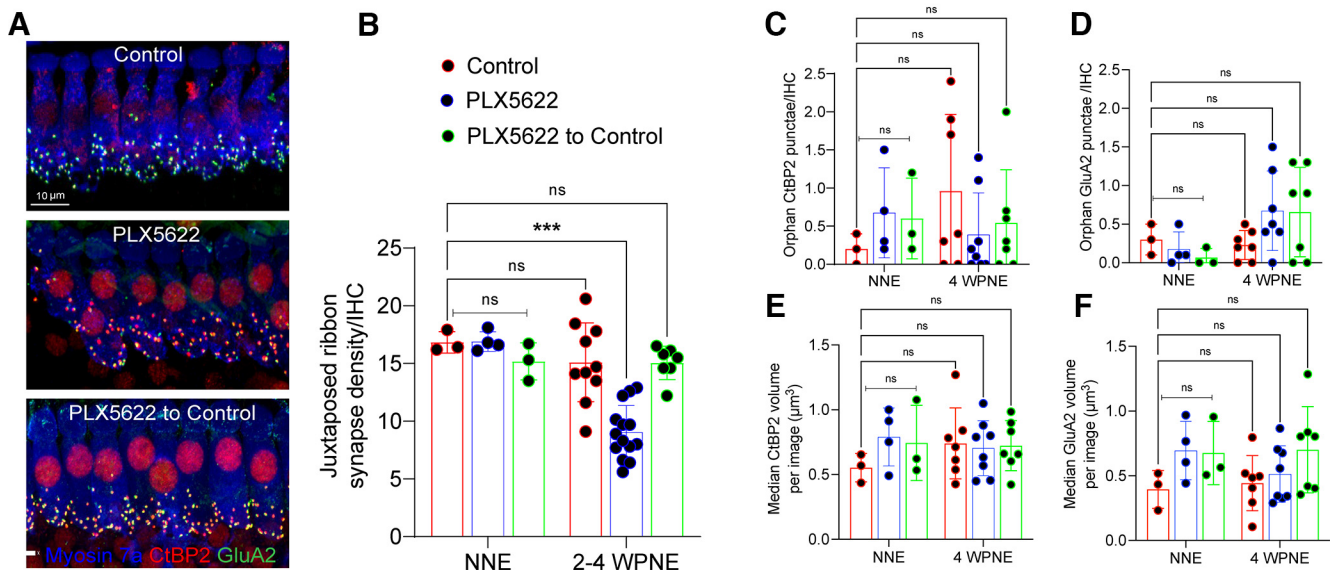 A
Control
10 µm
PLX5622
PLX5622 to Control
Myosin 7a CtBP2 GluA2
B
Control
PLX5622
PLX5622 to Control
ns
***
ns
ns
25
20
15
10
5
0
Juxtaposed ribbon
synapse density/IHC
NNE
2-4 WPNE
C
ns
ns
ns
ns
2.5
2.0
1.5
1.0
0.5
0.0
Orphan CtBP2 punctae/IHC
NNE
4 WPNE
D
ns
ns
ns
ns
2.5
2.0
1.5
1.0
0.5
0.0
Orphan GluA2 punctae /IHC
NNE
4 WPNE
E
ns
ns
ns
ns
1.5
1.0
0.5
0.0
Median CtBP2 volume
per image (µm³)
NNE
4 WPNE
F
ns
ns
ns
ns
1.5
1.0
0.5
0.0
Median GluA2 volume
per image (µm³)
NNE
4 WPNE